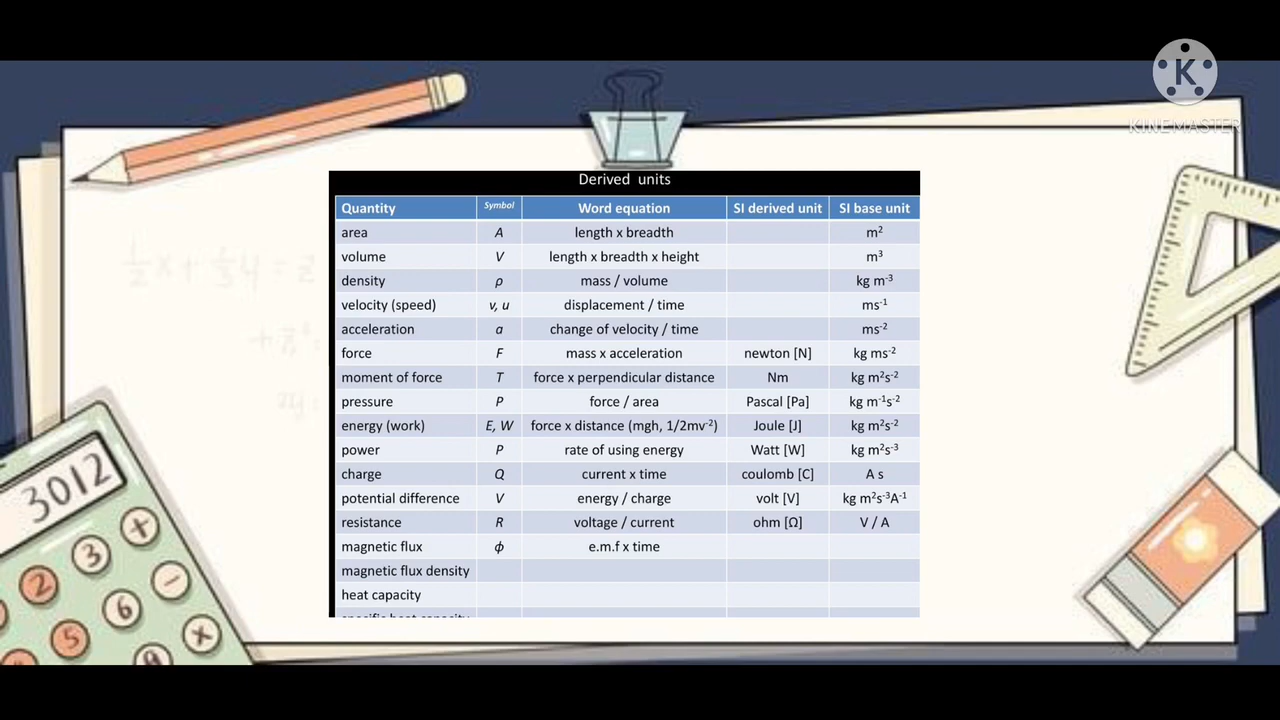 K
KINEMASTER
Derived units
Quantity Symbol Word equation SI derived unit SI base unit
area A length x breadth m²
volume V length x breadth x height m³
density ρ mass / volume kg m⁻³
velocity (speed) v, u displacement / time ms⁻¹
acceleration a change of velocity / time ms⁻²
force F mass x acceleration newton [N] kg ms⁻²
moment of force T force x perpendicular distance Nm kg m²s⁻²
pressure P force / area Pascal [Pa] kg m⁻¹s⁻²
energy (work) E, W force x distance (mgh, 1/2mv⁻²) Joule [J] kg m²s⁻²
power P rate of using energy Watt [W] kg m²s⁻³
charge Q current x time coulomb [C] A s
potential difference V energy / charge volt [V] kg m²s⁻³A⁻¹
resistance R voltage / current ohm [Ω] V / A
magnetic flux ϕ e.m.f x time
magnetic flux density
heat capacity
3012
+
3
2
−
6
5
x